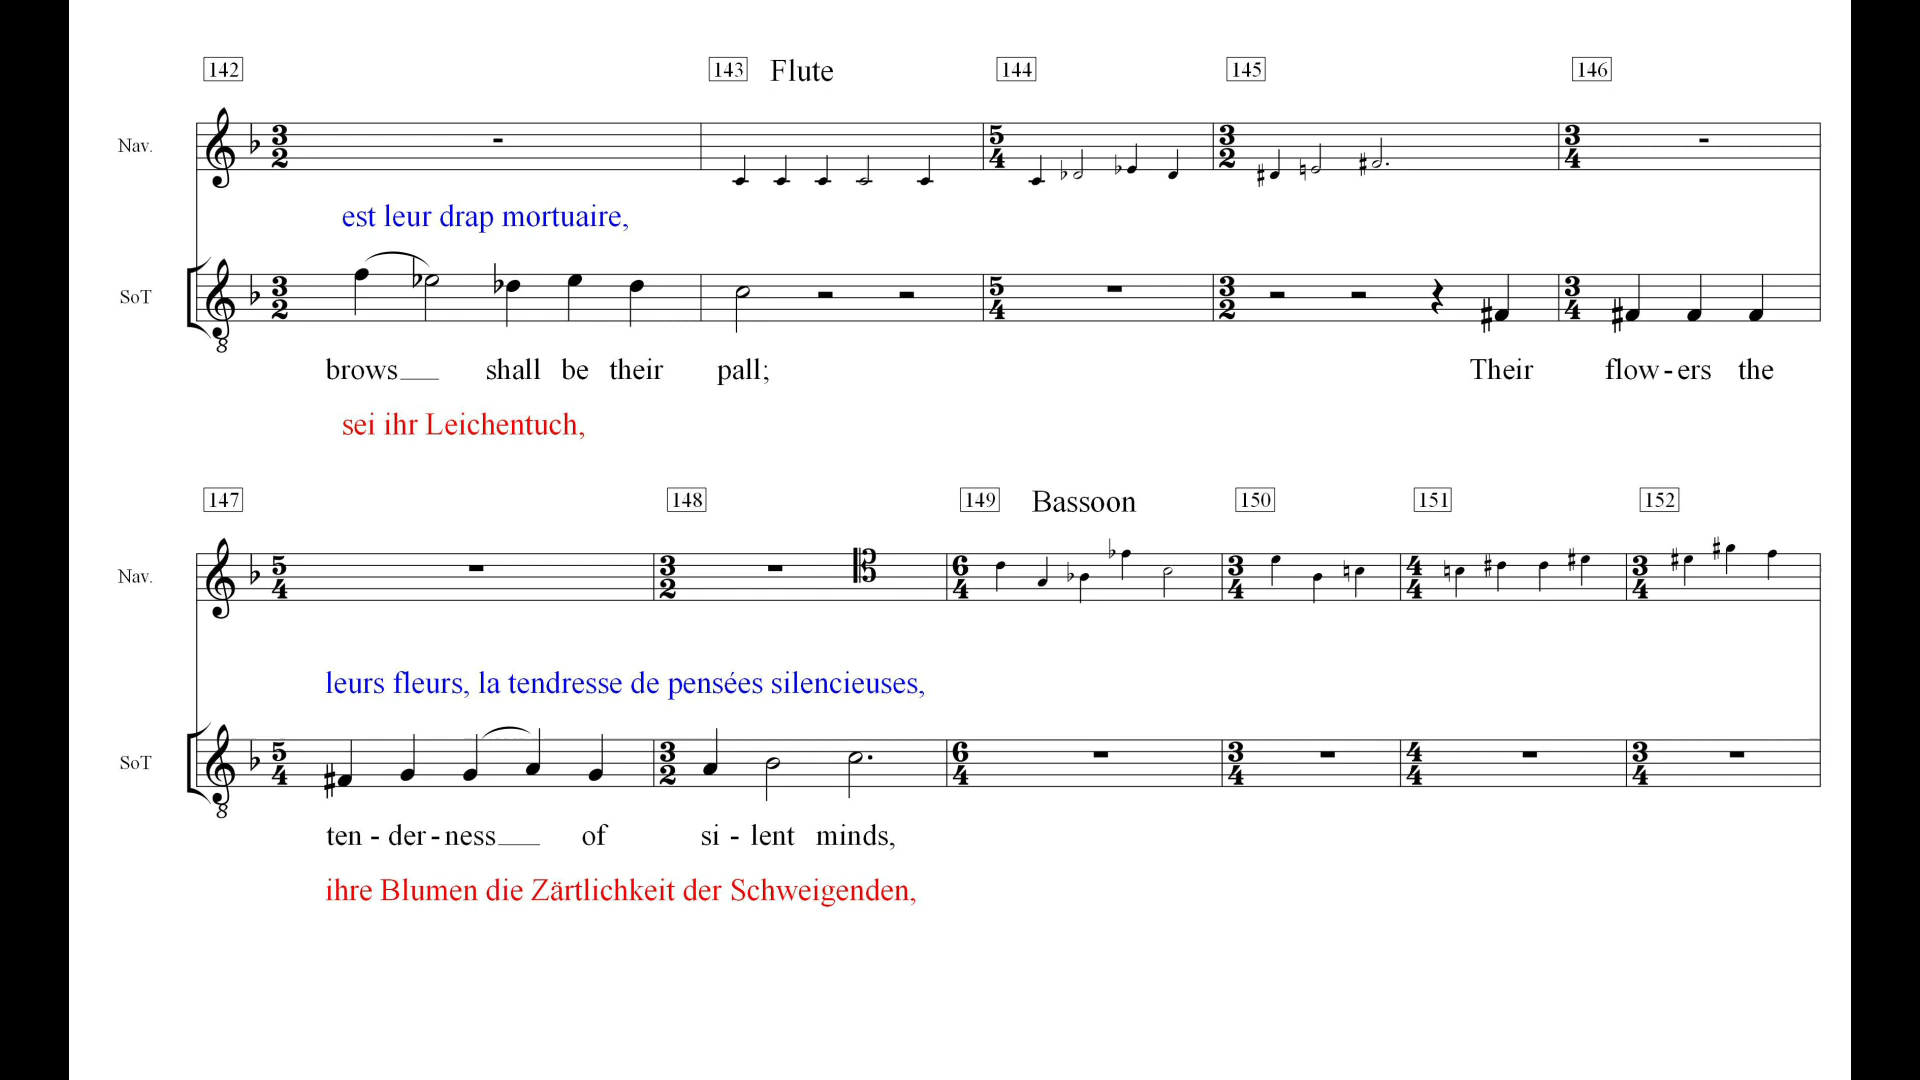 142 143 Flute 144 145 146
Nav.
est leur drap mortuaire,
SoT
brows shall be their pall; Their flow - ers the
sei ihr Leichentuch,
147 148 149 Bassoon 150 151 152
Nav.
leurs fleurs, la tendresse de pensées silencieuses,
SoT
ten - der - ness of si - lent minds,
ihre Blumen die Zärtlichkeit der Schweigenden,